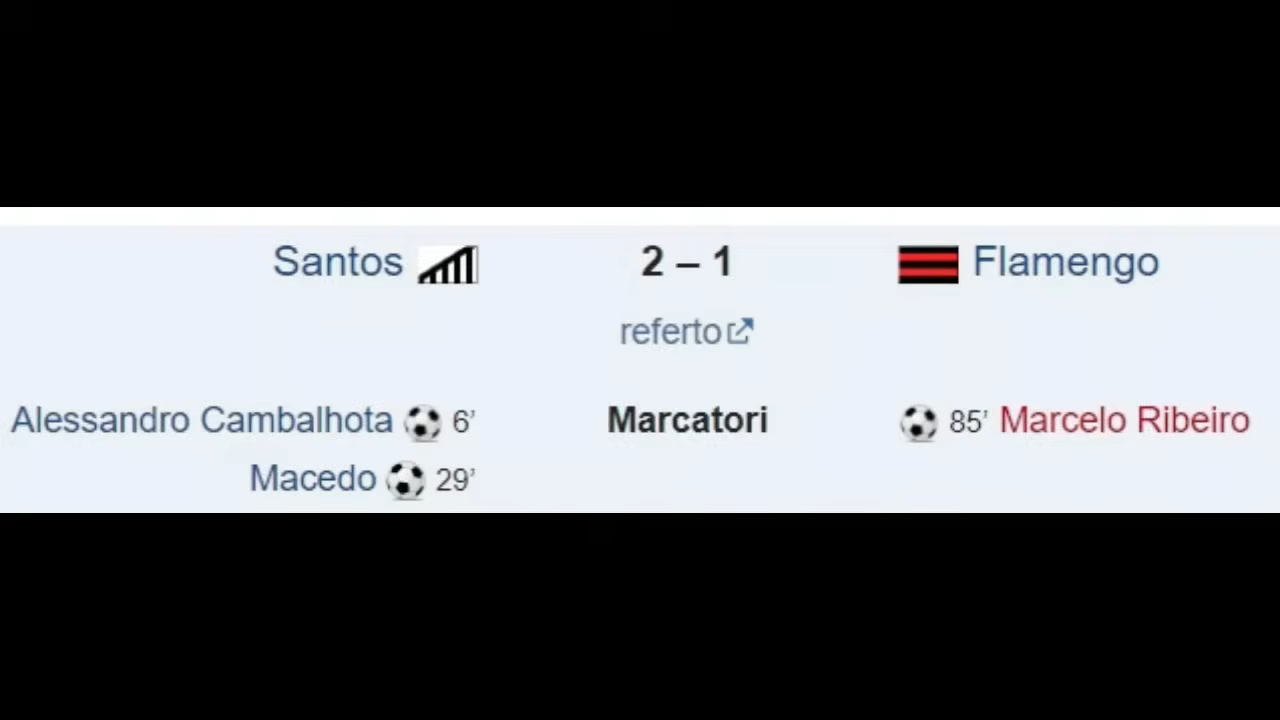 Santos 2 – 1 Flamengo
referto
Alessandro Cambalhota 6’ Marcatori 85’ Marcelo Ribeiro
Macedo 29’